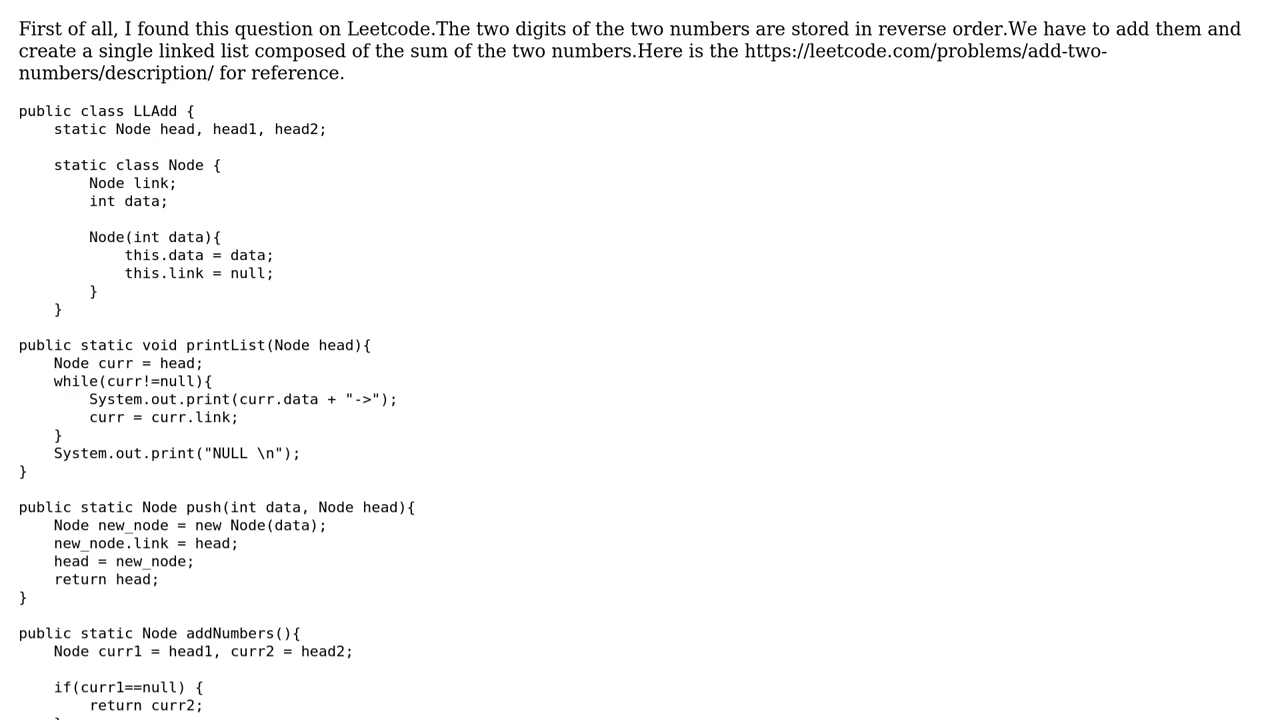 First of all, I found this question on Leetcode.The two digits of the two numbers are stored in reverse order.We have to add them and
create a single linked list composed of the sum of the two numbers.Here is the https://leetcode.com/problems/add-two-
numbers/description/ for reference.
public class LLAdd {
    static Node head, head1, head2;
    static class Node {
        Node link;
        int data;
        Node(int data){
            this.data = data;
            this.link = null;
        }
    }
public static void printList(Node head){
    Node curr = head;
    while(curr!=null){
        System.out.print(curr.data + "->");
        curr = curr.link;
    }
    System.out.print("NULL \n");
}
public static Node push(int data, Node head){
    Node new_node = new Node(data);
    new_node.link = head;
    head = new_node;
    return head;
}
public static Node addNumbers(){
    Node curr1 = head1, curr2 = head2;
    if(curr1==null) {
        return curr2;